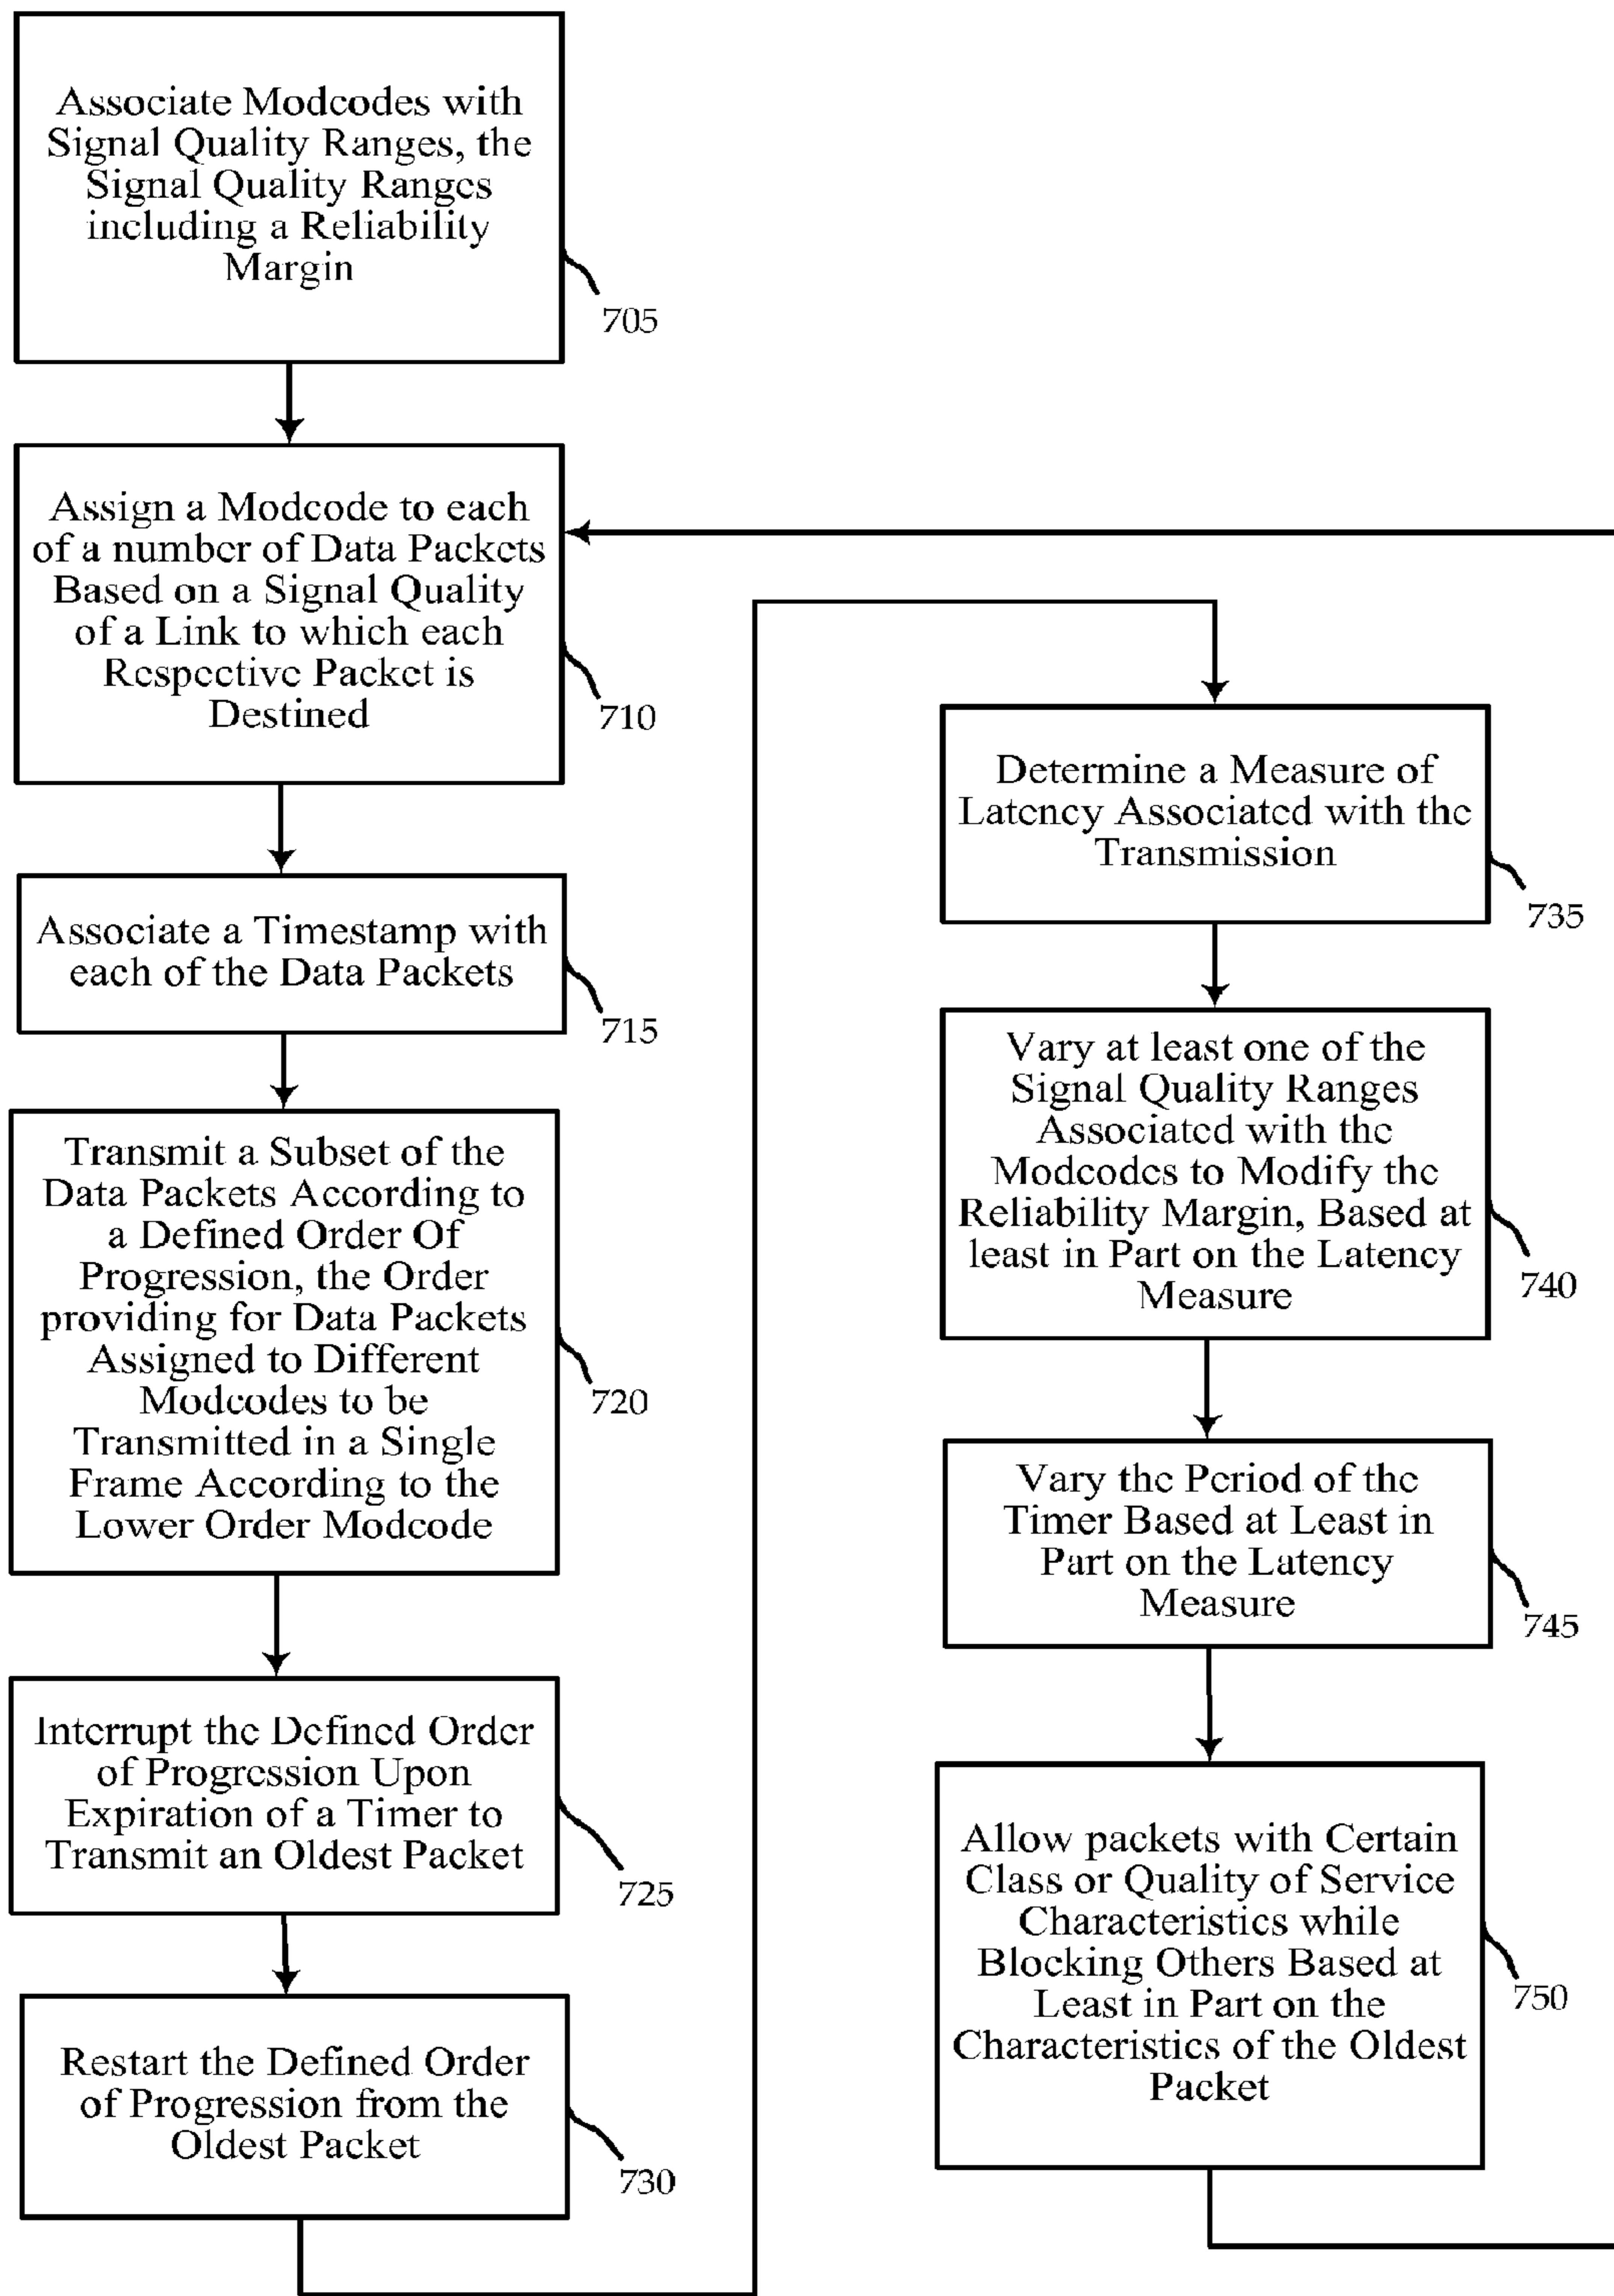 Associate Modcodes with
Signal Quality Ranges, the
Signal Quality Ranges
including a Reliability
Margin
705
Assign a Modcode to each
of a number of Data Packets
Based on a Signal Quality
of a Link to which each
Respective Packet is
Destined
710
Associate a Timestamp with
each of the Data Packets
715
Transmit a Subset of the
Data Packets According to
a Defined Order Of
Progression, the Order
providing for Data Packets
Assigned to Different
Modcodes to be
Transmitted in a Single
Frame According to the
Lower Order Modcode
720
Interrupt the Defined Order
of Progression Upon
Expiration of a Timer to
Transmit an Oldest Packet
725
Restart the Defined Order
of Progression from the
Oldest Packet
730
Determine a Measure of
Latency Associated with the
Transmission
735
Vary at least one of the
Signal Quality Ranges
Associated with the
Modcodes to Modify the
Reliability Margin, Based at
least in Part on the Latency
Measure
740
Vary the Period of the
Timer Based at Least in
Part on the Latency
Measure
745
Allow packets with Certain
Class or Quality of Service
Characteristics while
Blocking Others Based at
Least in Part on the
Characteristics of the Oldest
Packet
750